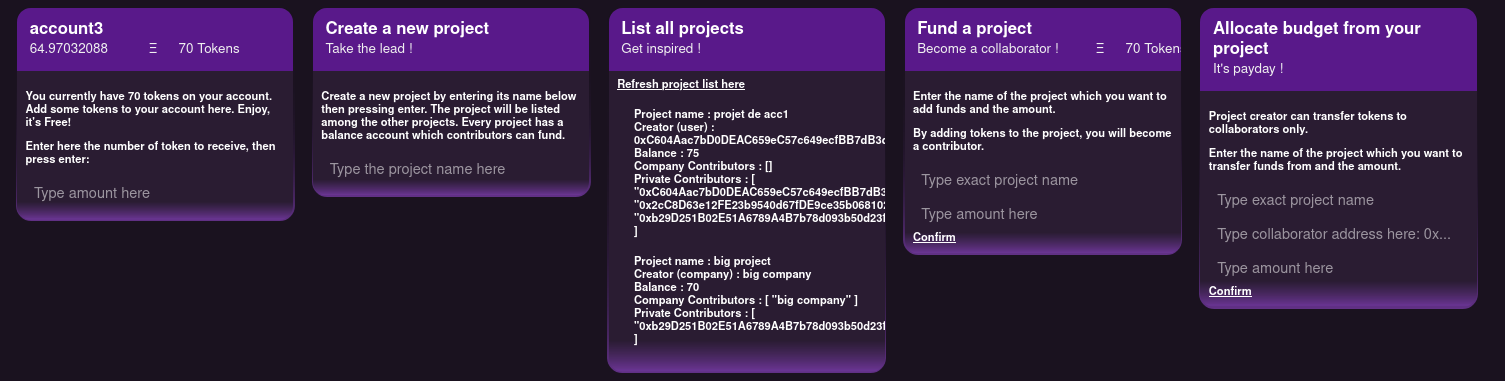 account3
64.97032088 Ξ 70 Tokens
You currently have 70 tokens on your account.
Add some tokens to your account here. Enjoy,
it's Free!
Enter here the number of token to receive, then
press enter:
Type amount here
Create a new project
Take the lead !
Create a new project by entering its name below
then pressing enter. The project will be listed
among the other projects. Every project has a
balance account which contributors can fund.
Type the project name here
List all projects
Get inspired !
Refresh project list here
Project name : projet de acc1
Creator (user) :
0xC604Aac7bD0DEAC659eC57c649ecfBB7dB3c
Balance : 75
Company Contributors : []
Private Contributors : [
"0xC604Aac7bD0DEAC659eC57c649ecfBB7dB3
"0x2cC8D63e12FE23b9540d67fDE9ce35b068102
"0xb29D251B02E51A6789A4B7b78d093b50d23f
]
Project name : big project
Creator (company) : big company
Balance : 70
Company Contributors : [ "big company" ]
Private Contributors : [
"0xb29D251B02E51A6789A4B7b78d093b50d23f
]
Fund a project
Become a collaborator ! Ξ 70 Tokens
Enter the name of the project which you want to
add funds and the amount.
By adding tokens to the project, you will become
a contributor.
Type exact project name
Type amount here
Confirm
Allocate budget from your
project
It's payday !
Project creator can transfer tokens to
collaborators only.
Enter the name of the project which you want to
transfer funds from and the amount.
Type exact project name
Type collaborator address here: 0x...
Type amount here
Confirm